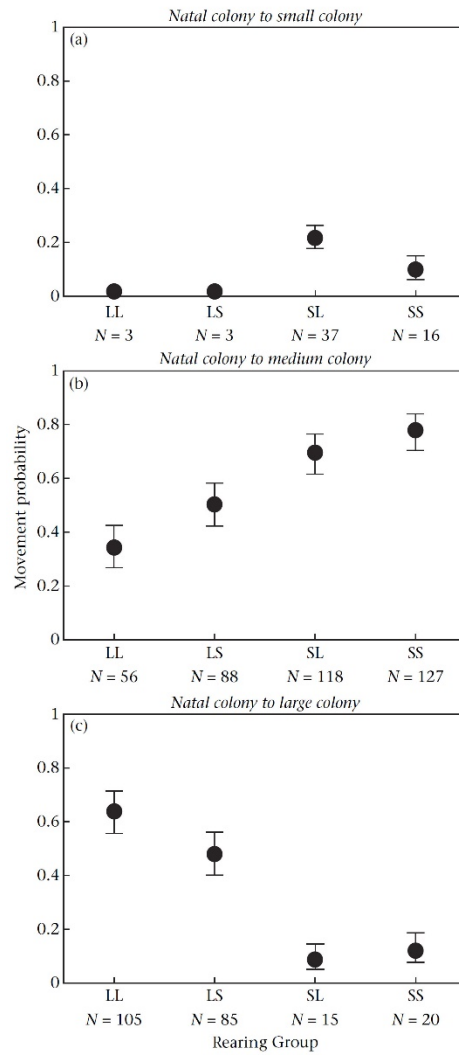 Natal colony to small colony
(a)
1
0.8
0.6
0.4
0.2
0
LL LS SL SS
N = 3 N = 3 N = 37 N = 16
Natal colony to medium colony
(b)
1
0.8
0.6
0.4
0.2
0
Movement probability
LL LS SL SS
N = 56 N = 88 N = 118 N = 127
Natal colony to large colony
(c)
1
0.8
0.6
0.4
0.2
0
LL LS SL SS
N = 105 N = 85 N = 15 N = 20
Rearing Group